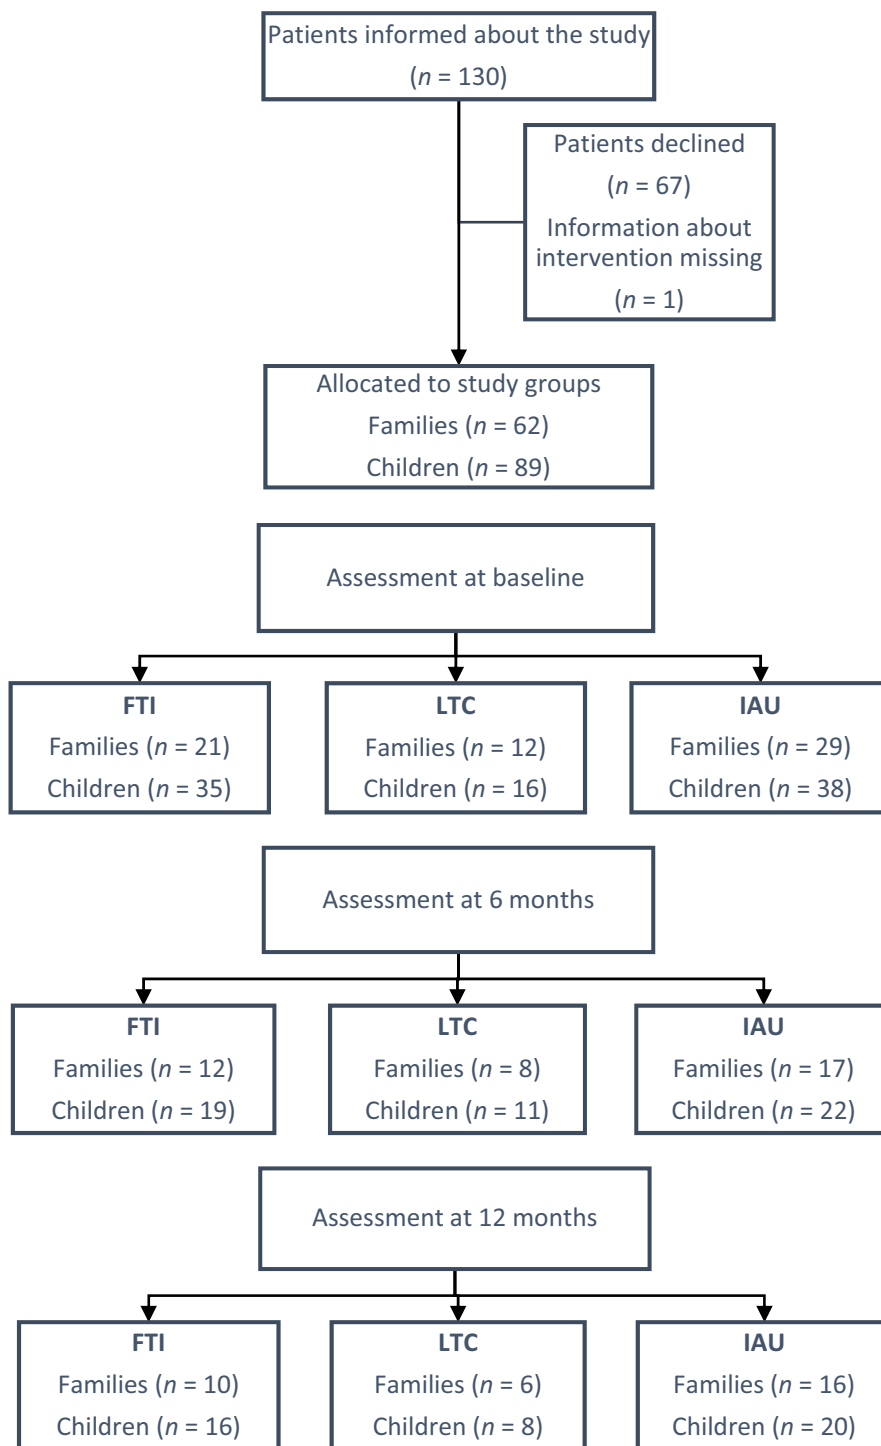 Patients informed about the study
(n = 130)
Patients declined
(n = 67)
Information about
intervention missing
(n = 1)
Allocated to study groups
Families (n = 62)
Children (n = 89)
Assessment at baseline
FTI
Families (n = 21)
Children (n = 35)
LTC
Families (n = 12)
Children (n = 16)
IAU
Families (n = 29)
Children (n = 38)
Assessment at 6 months
FTI
Families (n = 12)
Children (n = 19)
LTC
Families (n = 8)
Children (n = 11)
IAU
Families (n = 17)
Children (n = 22)
Assessment at 12 months
FTI
Families (n = 10)
Children (n = 16)
LTC
Families (n = 6)
Children (n = 8)
IAU
Families (n = 16)
Children (n = 20)